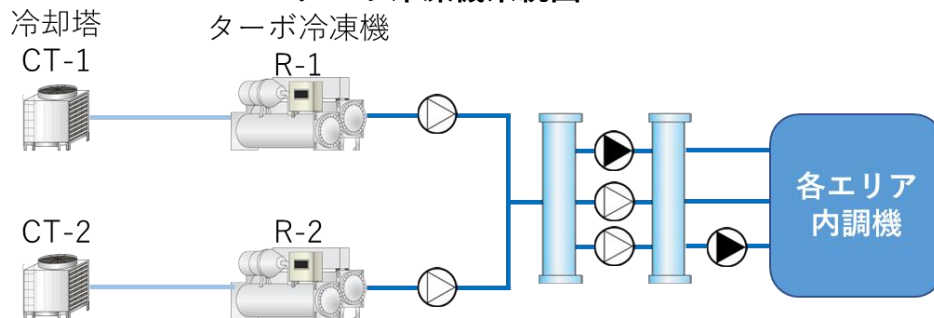 冷却塔
ターボ冷凍機
CT-1
R-1
CT-2
R-2
各エリア
内調機